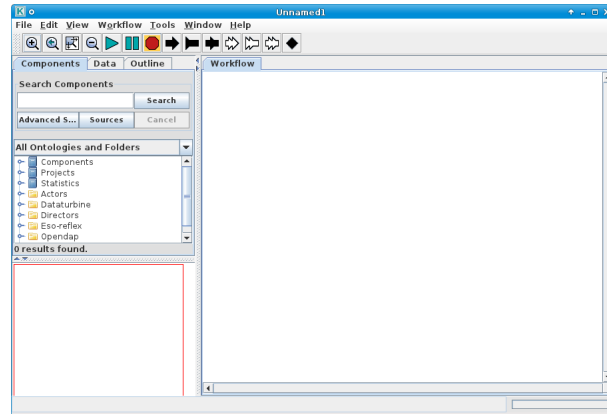 Unnamed1
File Edit View Workflow Tools Window Help
Components Data Outline
Workflow
Search Components
Search
Advanced S... Sources Cancel
All Ontologies and Folders
Components
Projects
Statistics
Actors
Dataturbine
Directors
Eso-reflex
Opendap
0 results found.